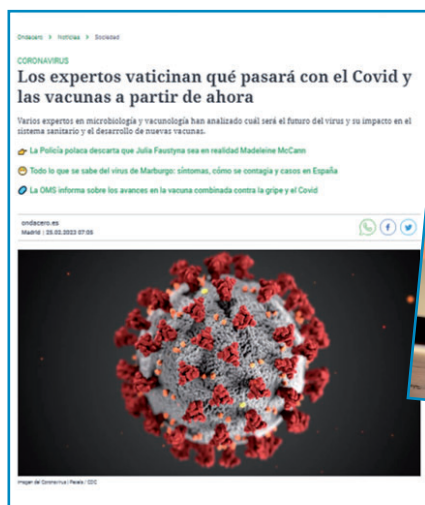 Ondacero > Noticias > Sociedad
CORONAVIRUS
Los expertos vaticinan qué pasará con el Covid y
las vacunas a partir de ahora
Varios expertos en microbiología y vacunología han analizado cuál será el futuro del virus y su impacto en el
sistema sanitario y el desarrollo de nuevas vacunas.
La Policía polaca descarta que Julia Faustyna sea en realidad Madeleine McCann
Todo lo que se sabe del virus de Marburgo: síntomas, cómo se contagia y casos en España
La OMS informa sobre los avances en la vacuna combinada contra la gripe y el Covid
ondacero.es
Madrid | 25.03.2023 07:05
Imagen del Coronavirus | Pexels / CDC